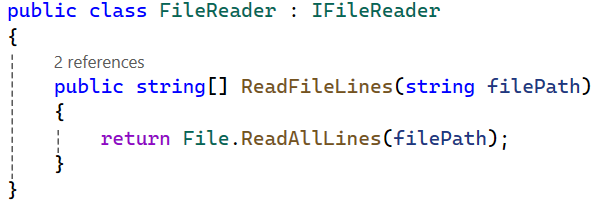 public class FileReader : IFileReader
{
2 references
public string[] ReadFileLines(string filePath)
{
return File.ReadAllLines(filePath);
}
}